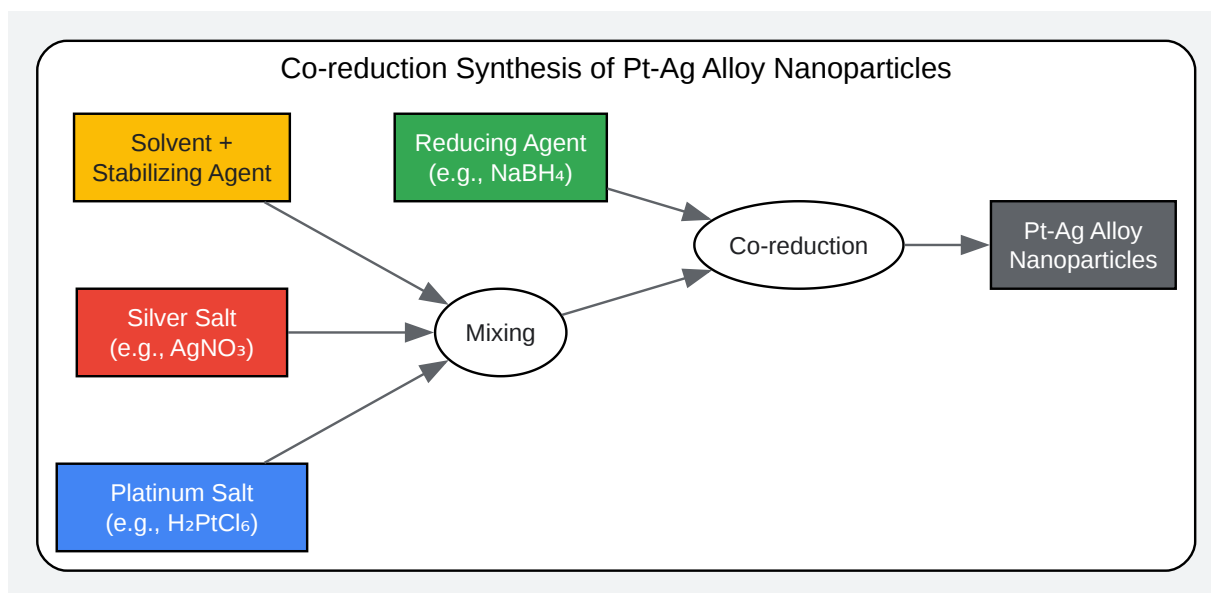 Co-reduction Synthesis of Pt-Ag Alloy Nanoparticles
Solvent +
Stabilizing Agent
Reducing Agent
(e.g., NaBH₄)
Co-reduction
Pt-Ag Alloy
Nanoparticles
Silver Salt
(e.g., AgNO₃)
Mixing
Platinum Salt
(e.g., H₂PtCl₆)